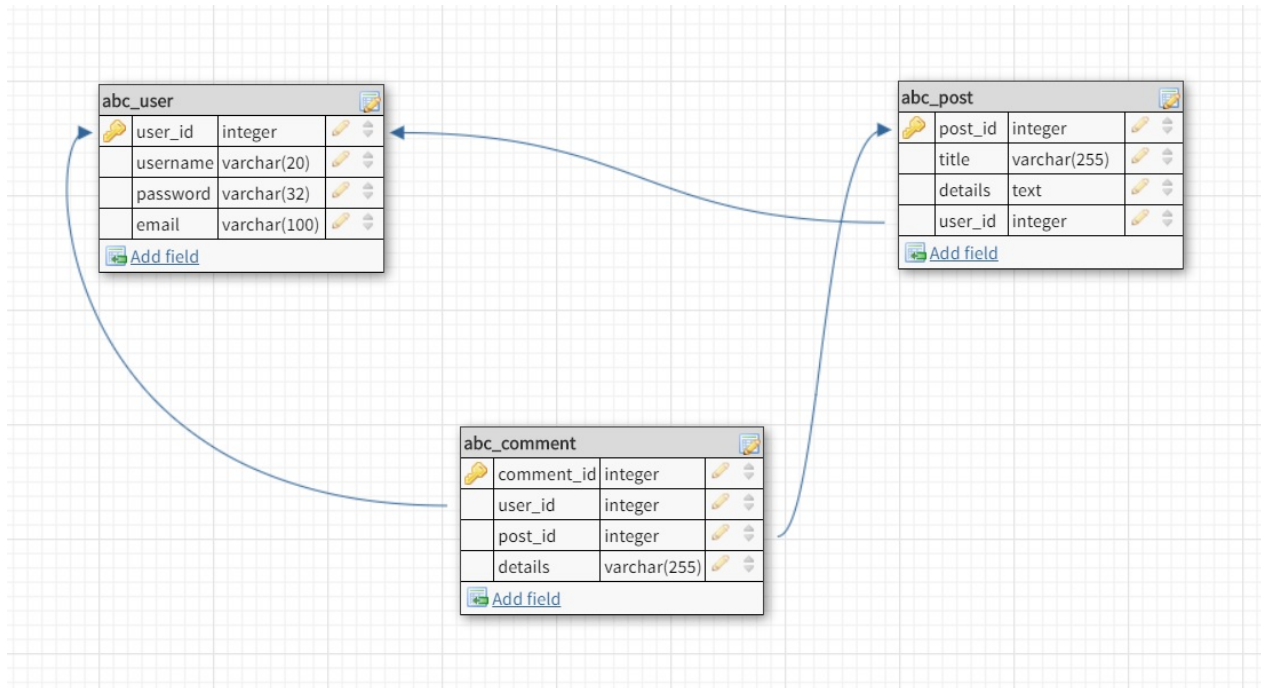 abc_user
user_id integer
username varchar(20)
password varchar(32)
email varchar(100)
Add field
abc_post
post_id integer
title varchar(255)
details text
user_id integer
Add field
abc_comment
comment_id integer
user_id integer
post_id integer
details varchar(255)
Add field